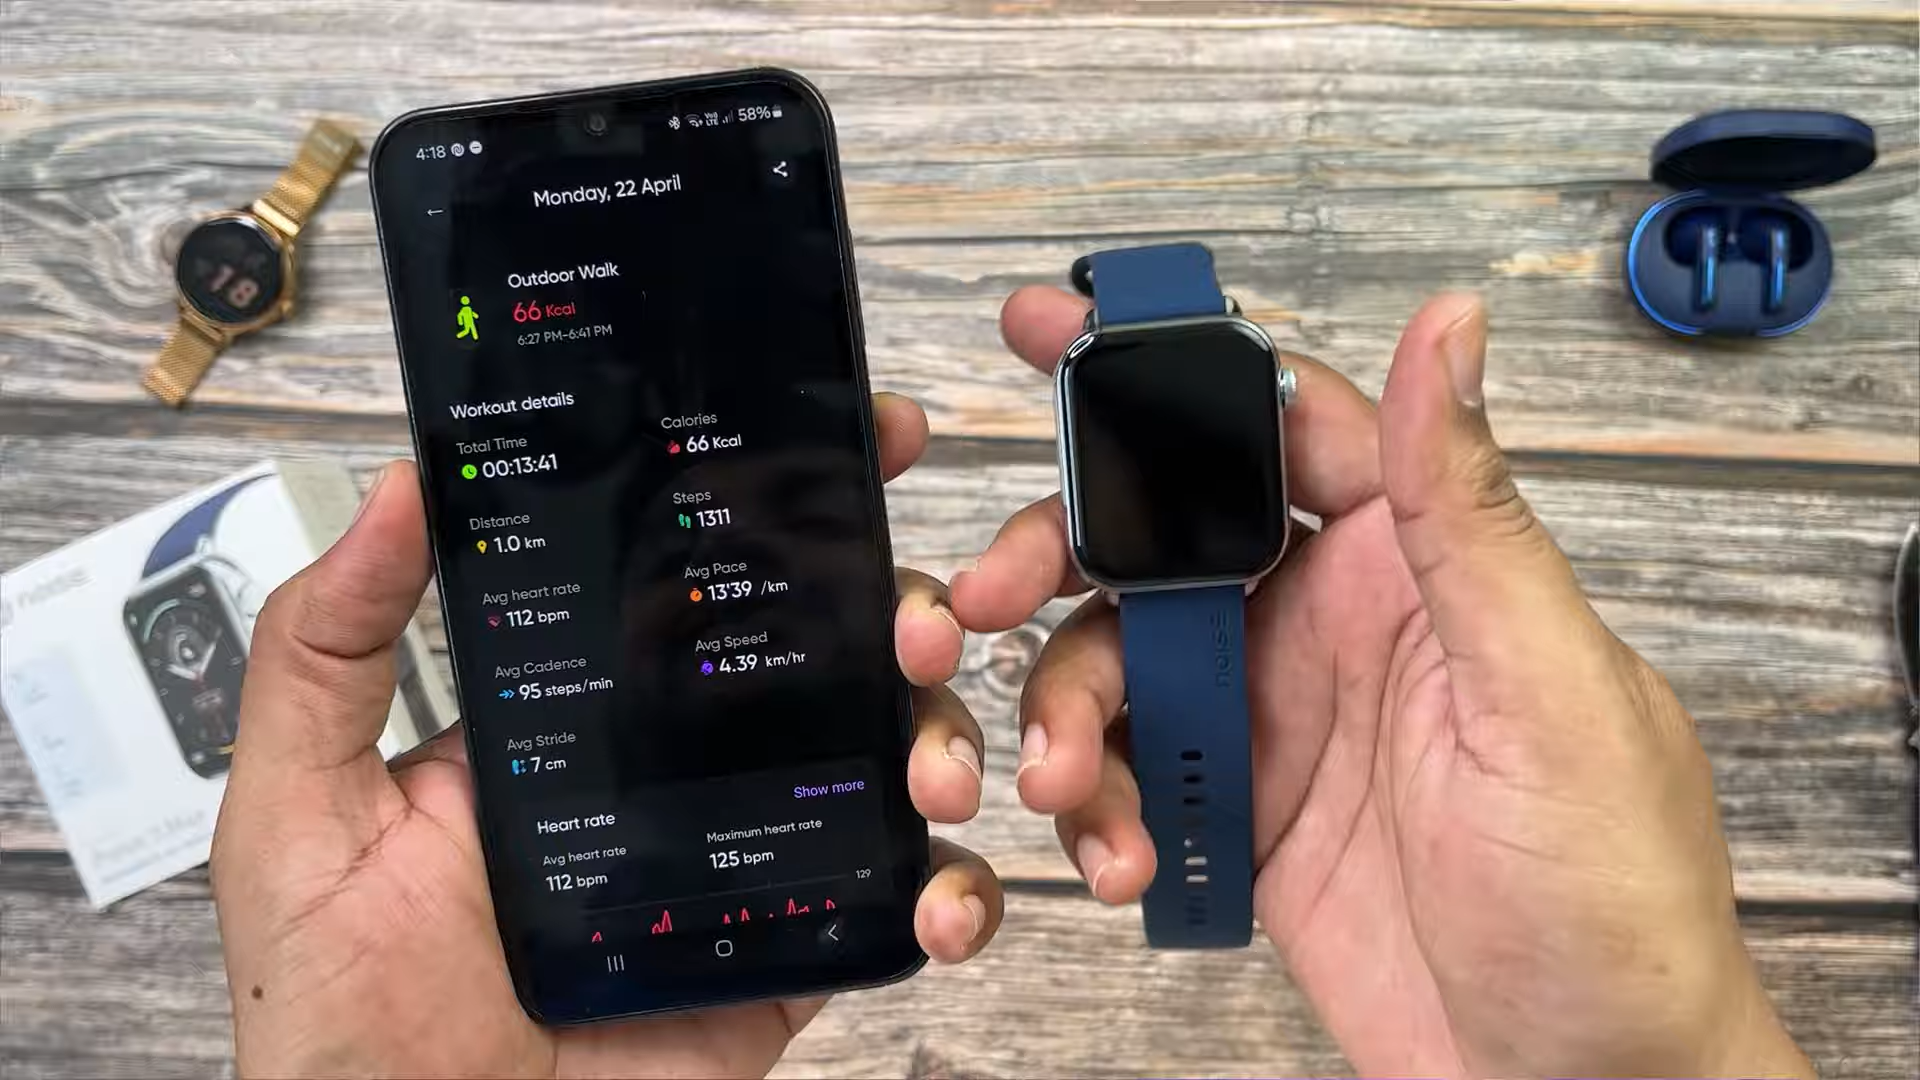 4:18
58%
Monday, 22 April
Outdoor Walk
66 Kcal
6:27 PM-6:41 PM
Workout details
Total Time
00:13:41
Calories
66 Kcal
Distance
1.0 km
Steps
1311
Avg heart rate
112 bpm
Avg Pace
13'39 /km
Avg Cadence
95 steps/min
Avg Speed
4.39 km/hr
Avg Stride
7 cm
Show more
Heart rate
Avg heart rate
112 bpm
Maximum heart rate
125 bpm
129
18
noise
noise